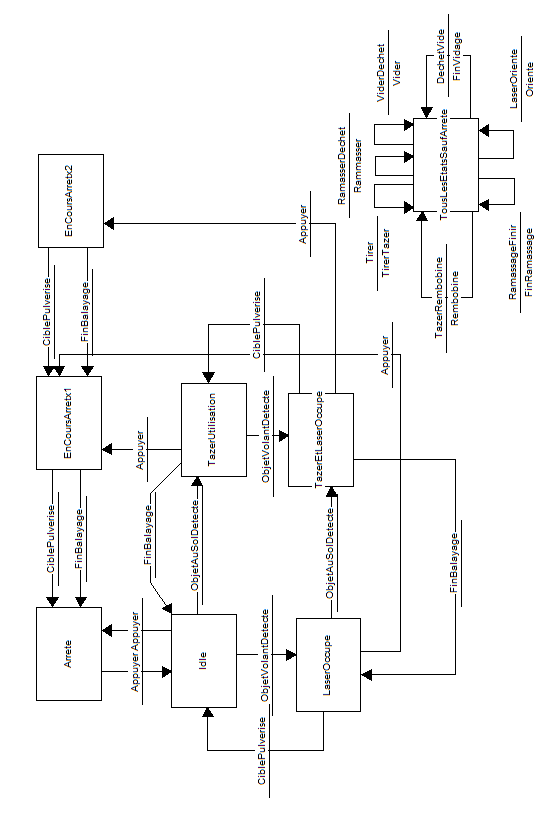 EnCoursArretx2
CiblePulverise
FinBalayage
Appuyer
EnCoursArretx1
CiblePulverise
FinBalayage
Appuyer
Appuyer
Arrete
Appuyer Appuyer
TazerUtilisation
CiblePulverise
FinBalayage
ObjetAuSolDetecte
ObjetVolantDetecte
Idle
ObjetVolantDetecte
TazerEtLaserOccupe
ObjetAuSolDetecte
FinBalayage
LaserOccupe
CiblePulverise
TousLesEtatsSaufArrete
ViderDechet
Vider
DechetVide
FinVidage
LaserOriente
Oriente
RamasserDechet
Rammasser
Tirer
TirerTazer
TazerRembobine
Rembobine
RamassageFinir
FinRamassage